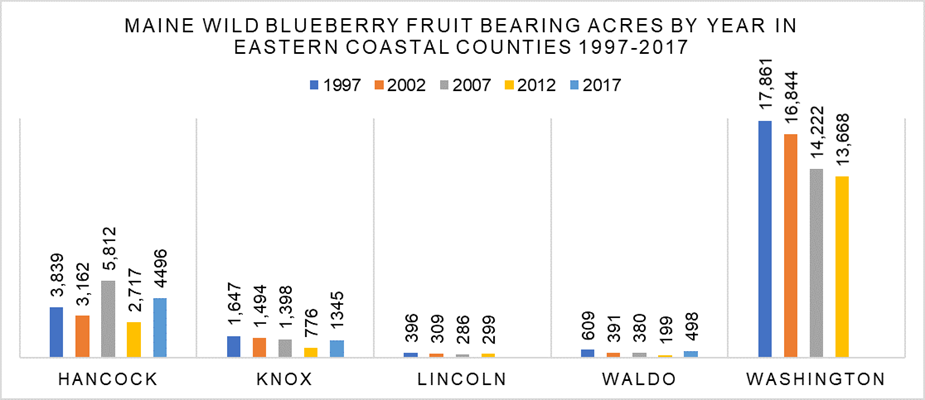 MAINE WILD BLUEBERRY FRUIT BEARING ACRES BY YEAR IN
EASTERN COASTAL COUNTIES 1997-2017
1997 2002 2007 2012 2017
3,839 3,162 5,812 2,717 4496
1,647 1,494 1,398 776 1345
396 309 286 299
609 391 380 199 498
17,861 16,844 14,222 13,668
HANCOCK KNOX LINCOLN WALDO WASHINGTON